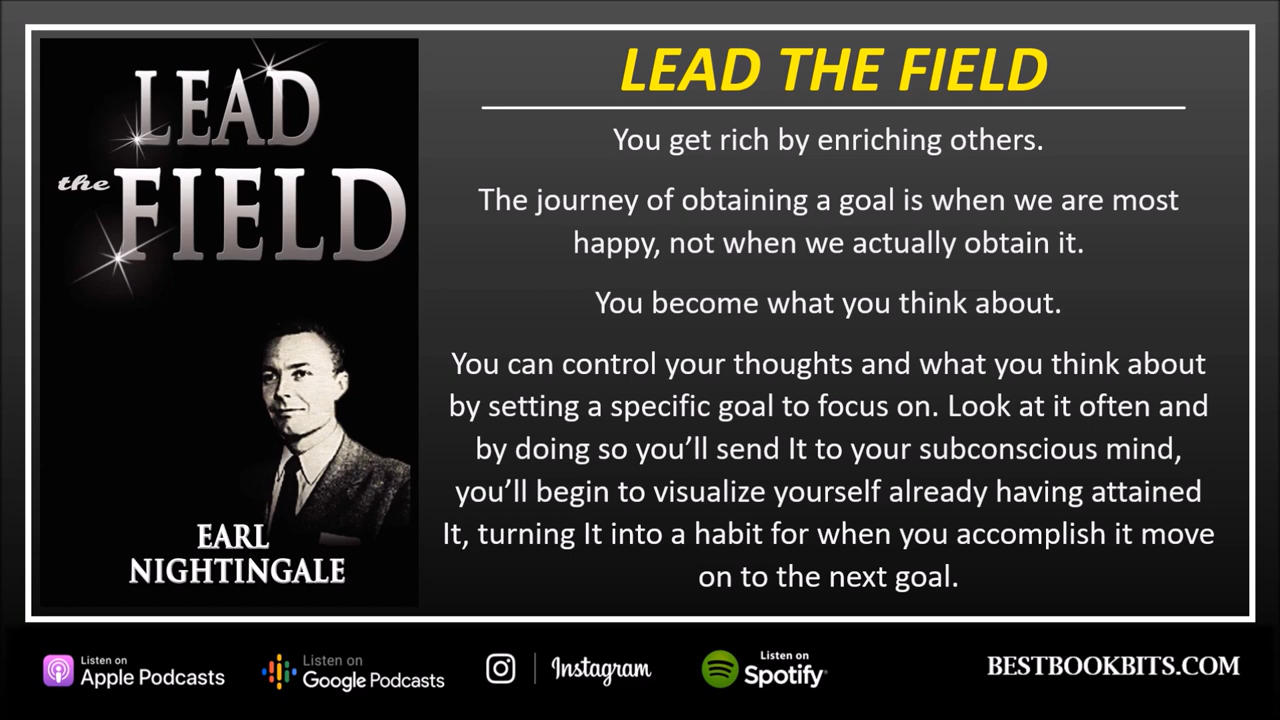 LEAD
the FIELD
EARL
NIGHTINGALE
LEAD THE FIELD
You get rich by enriching others.
The journey of obtaining a goal is when we are most
happy, not when we actually obtain it.
You become what you think about.
You can control your thoughts and what you think about
by setting a specific goal to focus on. Look at it often and
by doing so you’ll send It to your subconscious mind,
you’ll begin to visualize yourself already having attained
It, turning It into a habit for when you accomplish it move
on to the next goal.
Listen on
Apple Podcasts
Listen on
Google Podcasts
Instagram
Listen on
Spotify
BESTBOOKBITS.COM